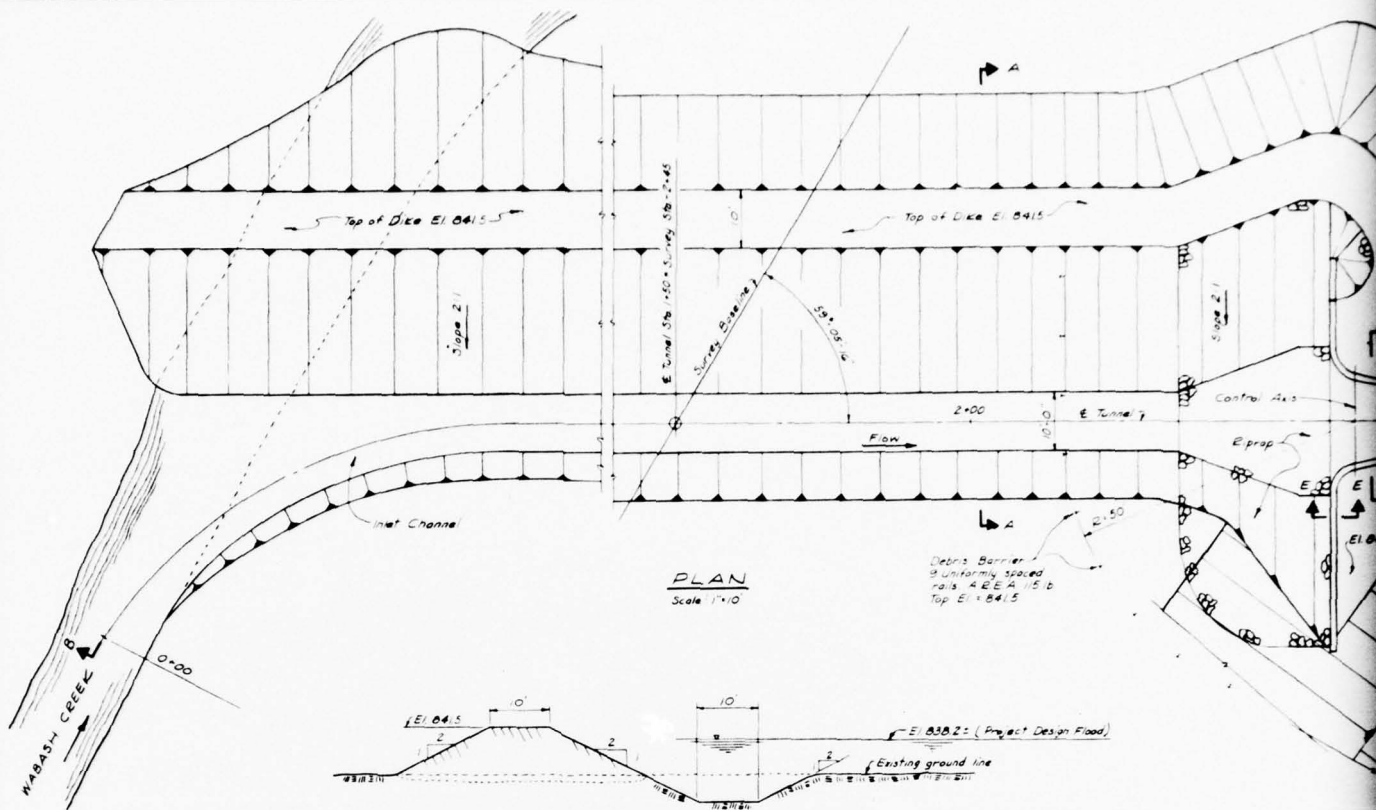 A
Top of Dike El. 841.5
10'
Top of Dike El. 841.5
Slope 2:1
℄ Tunnel Sta 1+50 = Survey Sta - 2+45
Survey Baseline
59°-05'-16"
Slope 2:1
Control Axis
2+00
℄ Tunnel
10'-0"
Flow
Riprap
Inlet Channel
E
E
A
2+50
Debris Barrier
9 uniformly spaced
rails A.R.E.A. 115 lb
Top El. = 841.5
PLAN
Scale 1"=10'
B
0+00
WABASH CREEK
10'
10'
El. 841.5
El. 838.2± (Project Design Flood)
2
1
2
2
Existing ground line